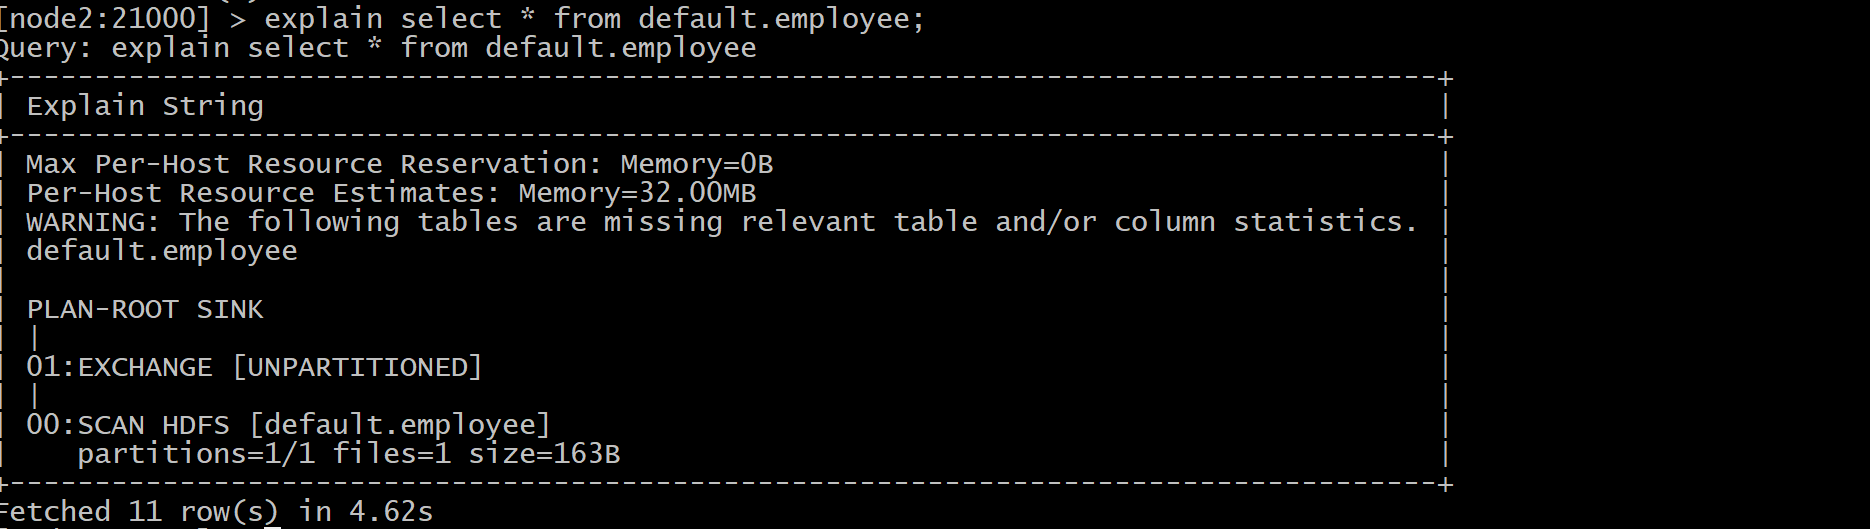 [node2:21000] > explain select * from default.employee;
Query: explain select * from default.employee
+------------------------------------------------------------------------------------+
| Explain String                                                                     |
+------------------------------------------------------------------------------------+
| Max Per-Host Resource Reservation: Memory=0B                                       |
| Per-Host Resource Estimates: Memory=32.00MB                                        |
| WARNING: The following tables are missing relevant table and/or column statistics. |
| default.employee                                                                   |
|                                                                                    |
| PLAN-ROOT SINK                                                                     |
| |                                                                                  |
| 01:EXCHANGE [UNPARTITIONED]                                                        |
| |                                                                                  |
| 00:SCAN HDFS [default.employee]                                                    |
|    partitions=1/1 files=1 size=163B                                                |
+------------------------------------------------------------------------------------+
Fetched 11 row(s) in 4.62s